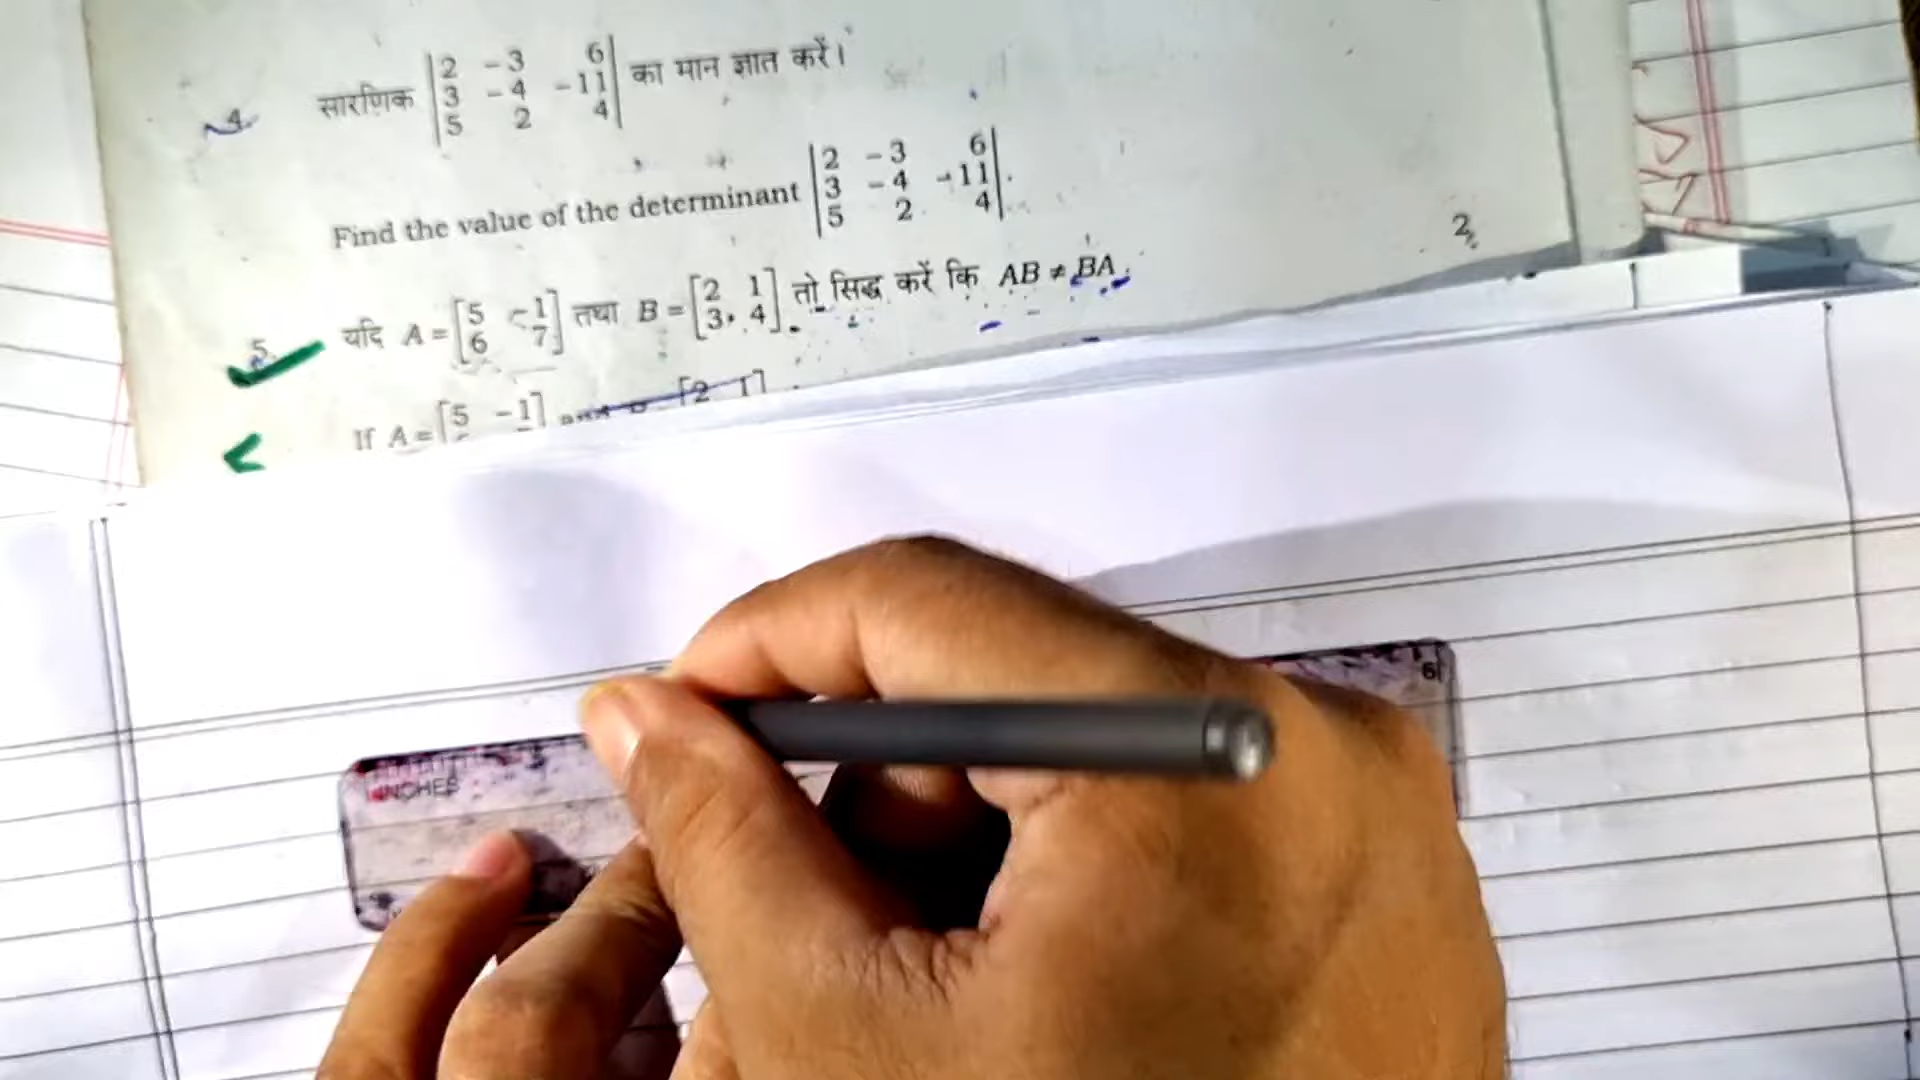 4. सारणिक | 2 -3 6 | का मान ज्ञात करें।
| 3 -4 -11 |
| 5 2 4 |
Find the value of the determinant | 2 -3 6 |.
| 3 -4 -11 |
| 5 2 4 |
2
5. यदि A = [5 -1] तथा B = [2 1] तो सिद्ध करें कि AB ≠ BA.
[6 7] [3 4]
If A = [5 -1] [2 1]
INCHES
6